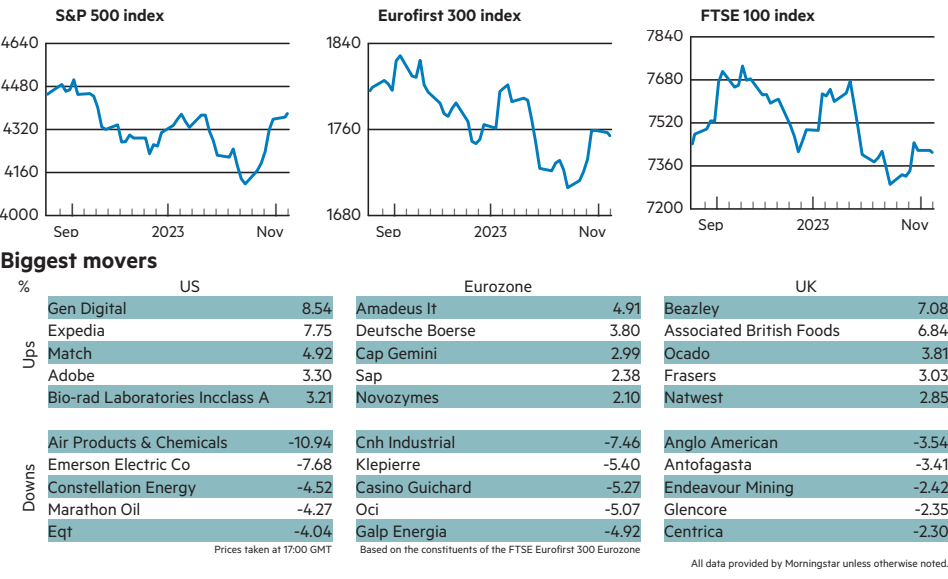 S&P 500 index
4640
4480
4320
4160
4000
Sep 2023 Nov
Eurofirst 300 index
1840
1760
1680
Sep 2023 Nov
FTSE 100 index
7840
7680
7520
7360
7200
Sep 2023 Nov
Biggest movers
% US Eurozone UK
Ups
Gen Digital 8.54 Amadeus It 4.91 Beazley 7.08
Expedia 7.75 Deutsche Boerse 3.80 Associated British Foods 6.84
Match 4.92 Cap Gemini 2.99 Ocado 3.81
Adobe 3.30 Sap 2.38 Frasers 3.03
Bio-rad Laboratories Incclass A 3.21 Novozymes 2.10 Natwest 2.85
Downs
Air Products & Chemicals -10.94 Cnh Industrial -7.46 Anglo American -3.54
Emerson Electric Co -7.68 Klepierre -5.40 Antofagasta -3.41
Constellation Energy -4.52 Casino Guichard -5.27 Endeavour Mining -2.42
Marathon Oil -4.27 Oci -5.07 Glencore -2.35
Eqt -4.04 Galp Energia -4.92 Centrica -2.30
Prices taken at 17:00 GMT Based on the constituents of the FTSE Eurofirst 300 Eurozone
All data provided by Morningstar unless otherwise noted.